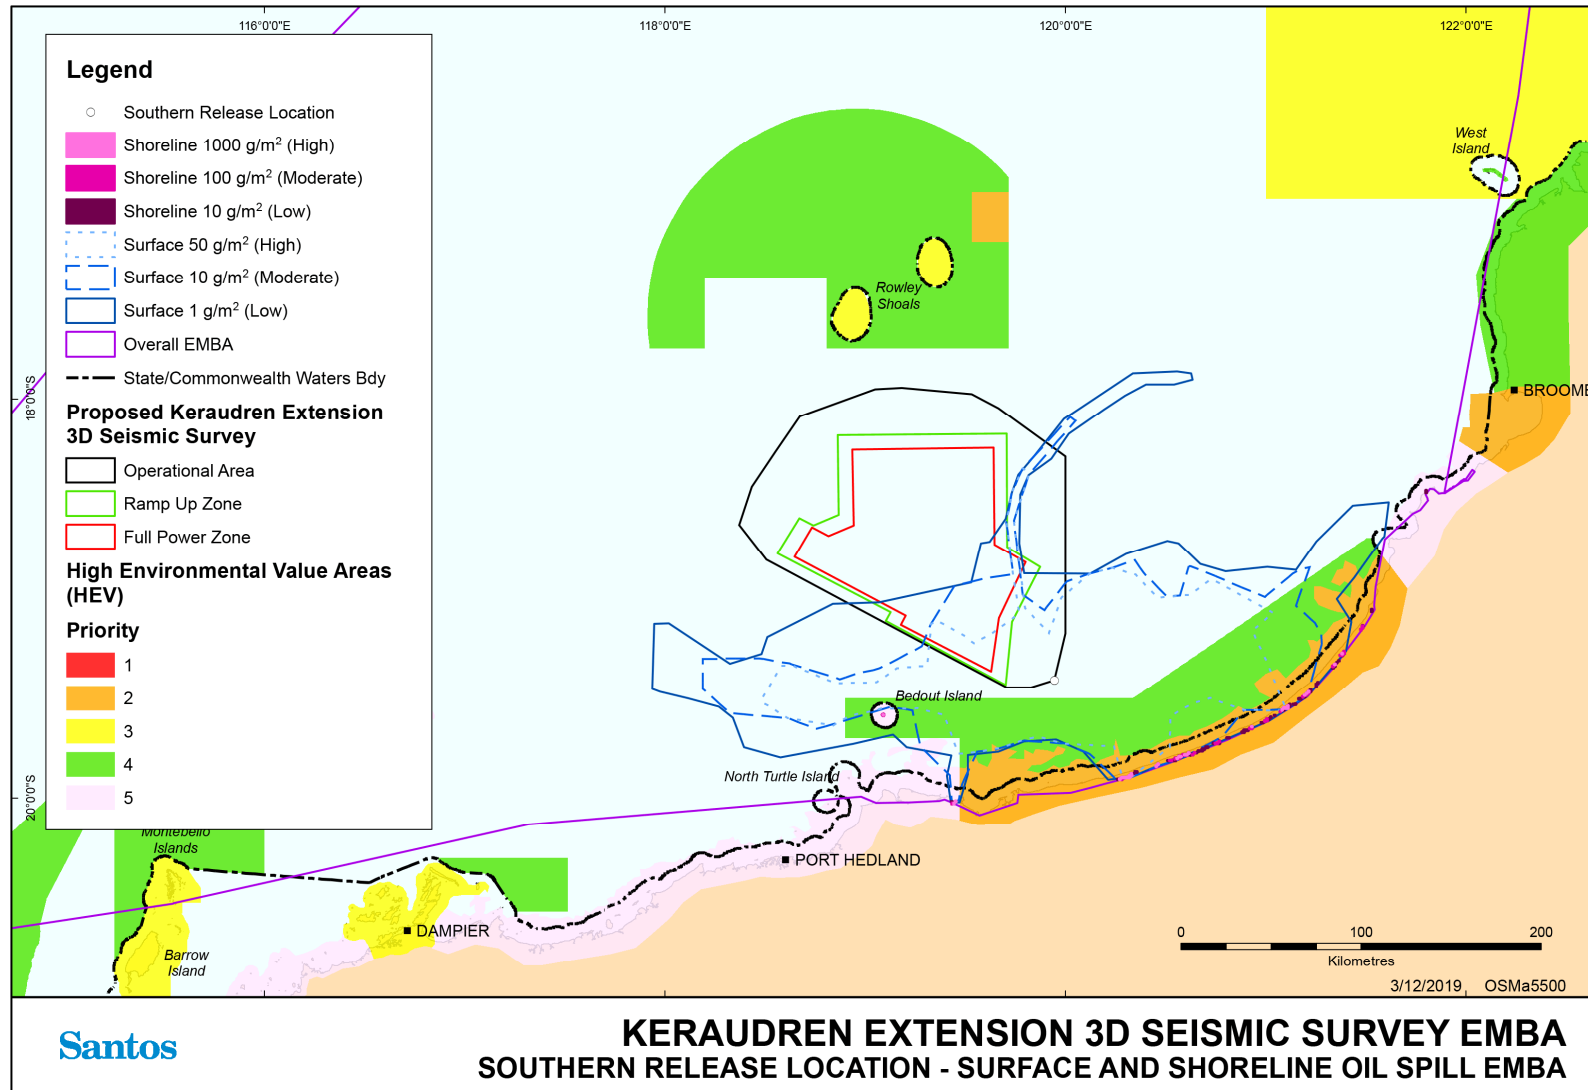 116°0'0"E
118°0'0"E
120°0'0"E
122°0'0"E
18°0'0"S
20°0'0"S
Legend
Southern Release Location
Shoreline 1000 g/m² (High)
Shoreline 100 g/m² (Moderate)
Shoreline 10 g/m² (Low)
Surface 50 g/m² (High)
Surface 10 g/m² (Moderate)
Surface 1 g/m² (Low)
Overall EMBA
State/Commonwealth Waters Bdy
Proposed Keraudren Extension
3D Seismic Survey
Operational Area
Ramp Up Zone
Full Power Zone
High Environmental Value Areas
(HEV)
Priority
1
2
3
4
5
West
Island
Rowley
Shoals
BROOME
Bedout Island
North Turtle Island
PORT HEDLAND
Montebello
Islands
DAMPIER
Barrow
Island
0
100
200
Kilometres
3/12/2019
OSMa5500
Santos
KERAUDREN EXTENSION 3D SEISMIC SURVEY EMBA
SOUTHERN RELEASE LOCATION - SURFACE AND SHORELINE OIL SPILL EMBA